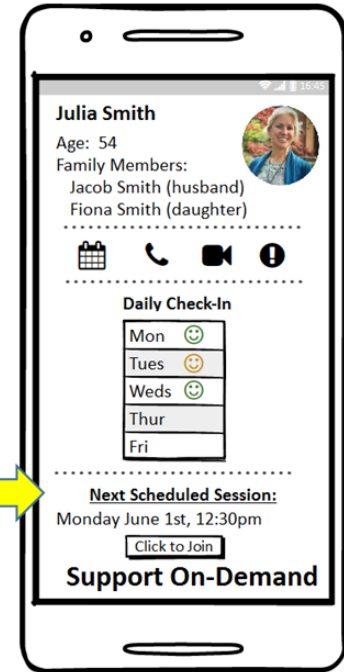 16:45
Julia Smith
Age: 54
Family Members:
Jacob Smith (husband)
Fiona Smith (daughter)
Daily Check-In
Mon
Tues
Weds
Thur
Fri
Next Scheduled Session:
Monday June 1st, 12:30pm
Click to Join
Support On-Demand